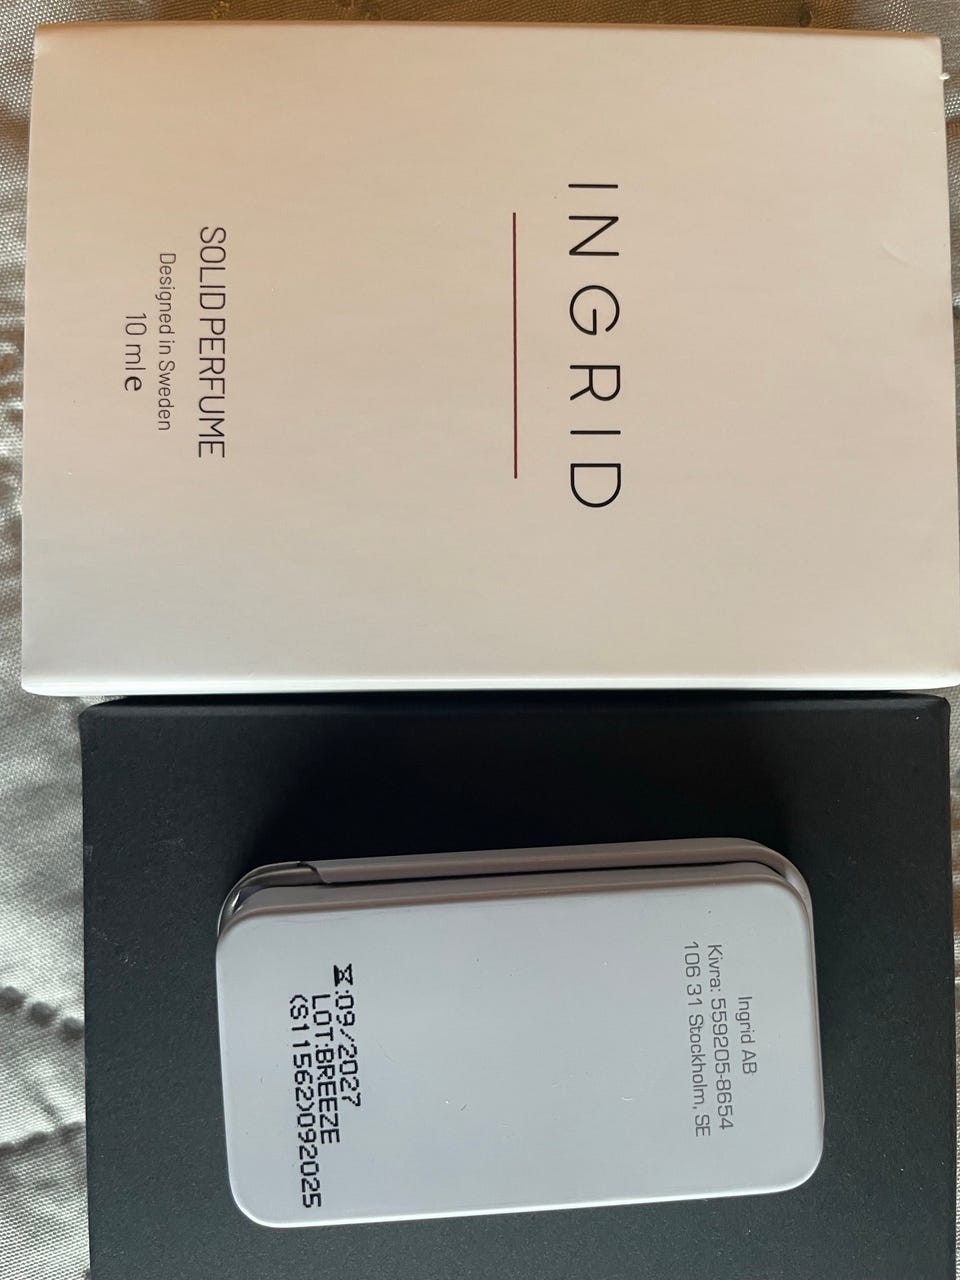 INGRID
SOLID PERFUME
Designed in Sweden
10 ml e
Ingrid AB
Kivra: 559205-8654
106 31 Stockholm, SE
:09/2027
LOT:BREEZE
(S11562)092025